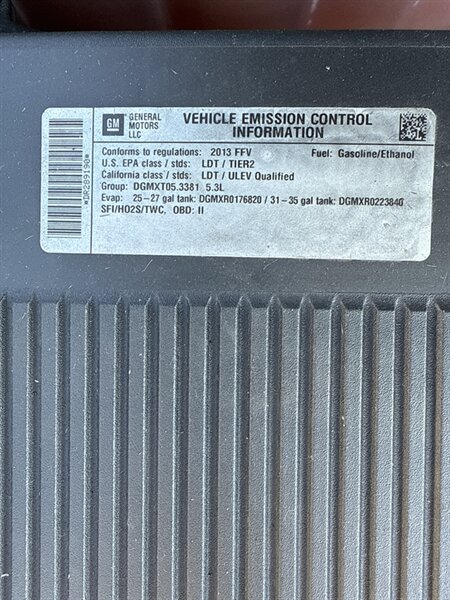 GM
GENERAL
MOTORS
LLC
VEHICLE EMISSION CONTROL
INFORMATION
Conforms to regulations: 2013 FFV Fuel: Gasoline/Ethanol
U.S. EPA class / stds: LDT / TIER2
California class / stds: LDT / ULEV Qualified
Group: DGMXT05.3381 5.3L
Evap: 25-27 gal tank: DGMXR0176820 / 31-35 gal tank: DGMXR0223840
SFI/HO2S/TWC, OBD: II
*DR289190*